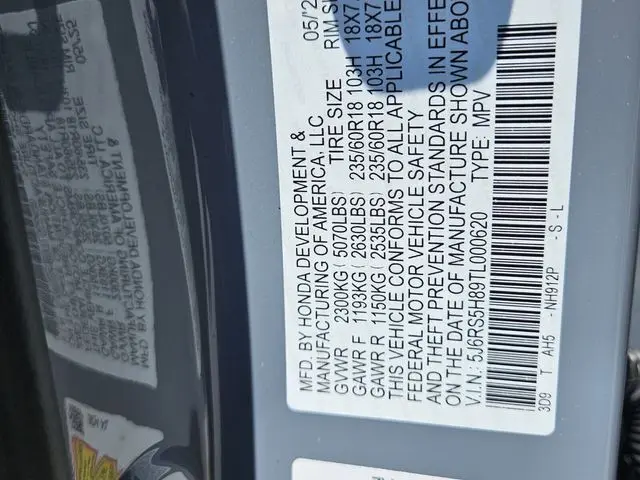 MFD. BY HONDA DEVELOPMENT & 05/2
MANUFACTURING OF AMERICA, LLC
GVWR 2300KG ( 5070LBS) TIRE SIZE RIM SI
GAWR F 1193KG ( 2630LBS) 235/60R18 103H 18X7
GAWR R 1150KG ( 2535LBS) 235/60R18 103H 18X7
THIS VEHICLE CONFORMS TO ALL APPLICABLE
FEDERAL MOTOR VEHICLE SAFETY
AND THEFT PREVENTION STANDARDS IN EFFE
ON THE DATE OF MANUFACTURE SHOWN ABOV
V.I.N.: 5J6RS5H89TL000620 TYPE: MPV
3D9 T AH5 -NH912P -S-L